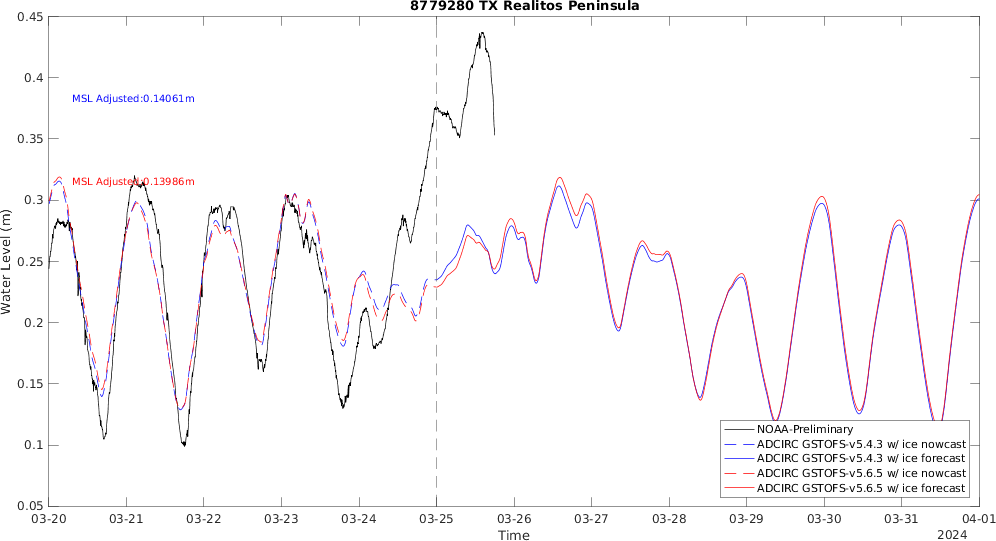 8779280 TX Realitos Peninsula
Water Level (m)
0.45
0.4
0.35
0.3
0.25
0.2
0.15
0.1
0.05
MSL Adjusted:0.14061m
MSL Adjusted:0.13986m
NOAA-Preliminary
ADCIRC GSTOFS-v5.4.3 w/ ice nowcast
ADCIRC GSTOFS-v5.4.3 w/ ice forecast
ADCIRC GSTOFS-v5.6.5 w/ ice nowcast
ADCIRC GSTOFS-v5.6.5 w/ ice forecast
03-20 03-21 03-22 03-23 03-24 03-25 03-26 03-27 03-28 03-29 03-30 03-31 04-01
Time
2024